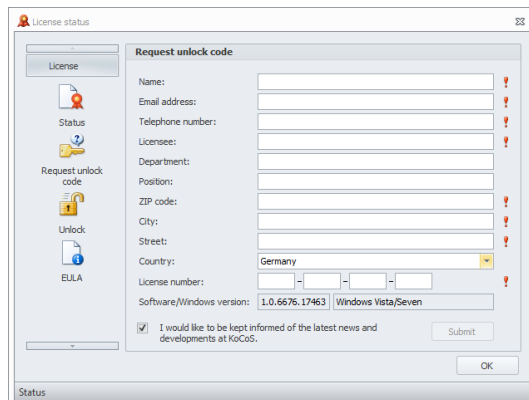 License status
License
Status
Request unlock
code
Unlock
EULA
Request unlock code
Name:
Email address:
Telephone number:
Licensee:
Department:
Position:
ZIP code:
City:
Street:
Country: Germany
License number: - - -
Software/Windows version: 1.0.6676.17463 Windows Vista/Seven
I would like to be kept informed of the latest news and
developments at KoCoS.
Submit
OK
Status